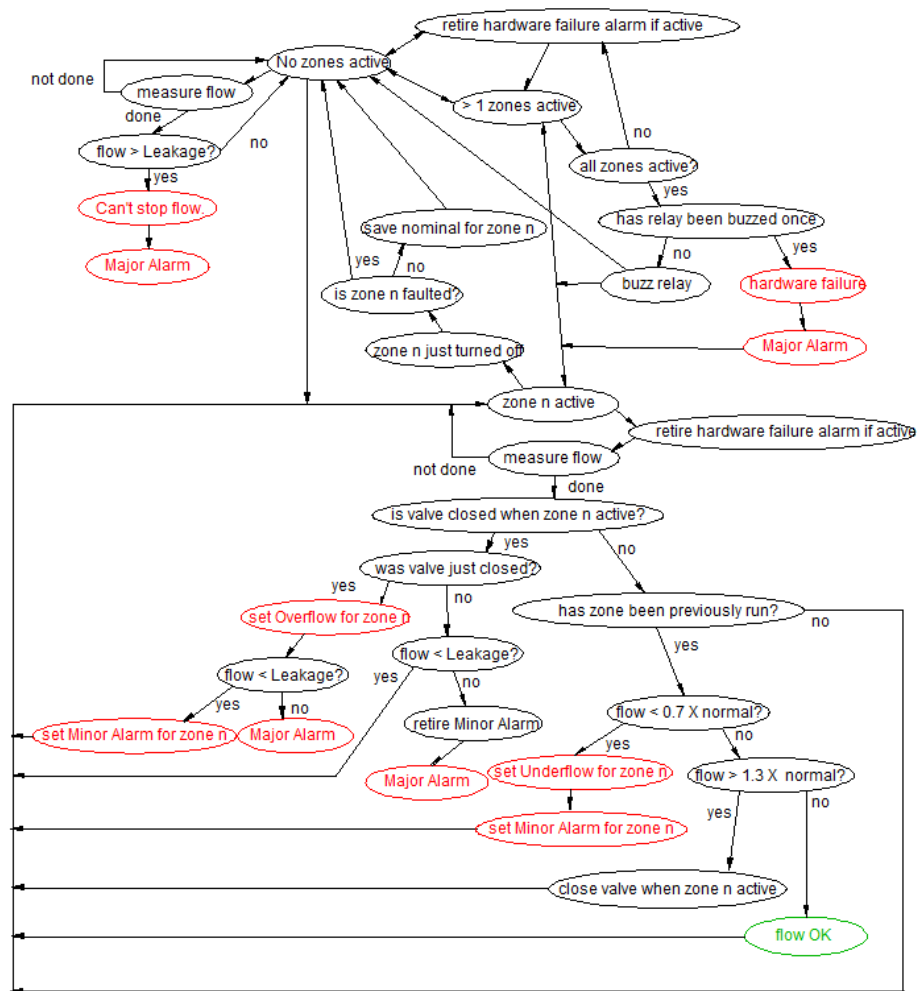 retire hardware failure alarm if active
No zones active
not done
measure flow
> 1 zones active
done
no
no
flow > Leakage?
all zones active?
yes
yes
Can't stop flow.
save nominal for zone n
has relay been buzzed once
yes
no
no
yes
Major Alarm
is zone n faulted?
buzz relay
hardware failure
zone n just turned off
Major Alarm
zone n active
retire hardware failure alarm if active
measure flow
not done
done
is valve closed when zone n active?
yes
no
was valve just closed?
yes
no
set Overflow for zone n
has zone been previously run?
no
flow < Leakage?
yes
yes
flow < Leakage?
yes
no
no
retire Minor Alarm
flow < 0.7 X normal?
set Minor Alarm for zone n
Major Alarm
yes
no
Major Alarm
set Underflow for zone n
flow > 1.3 X  normal?
yes
no
set Minor Alarm for zone n
close valve when zone n active
flow OK